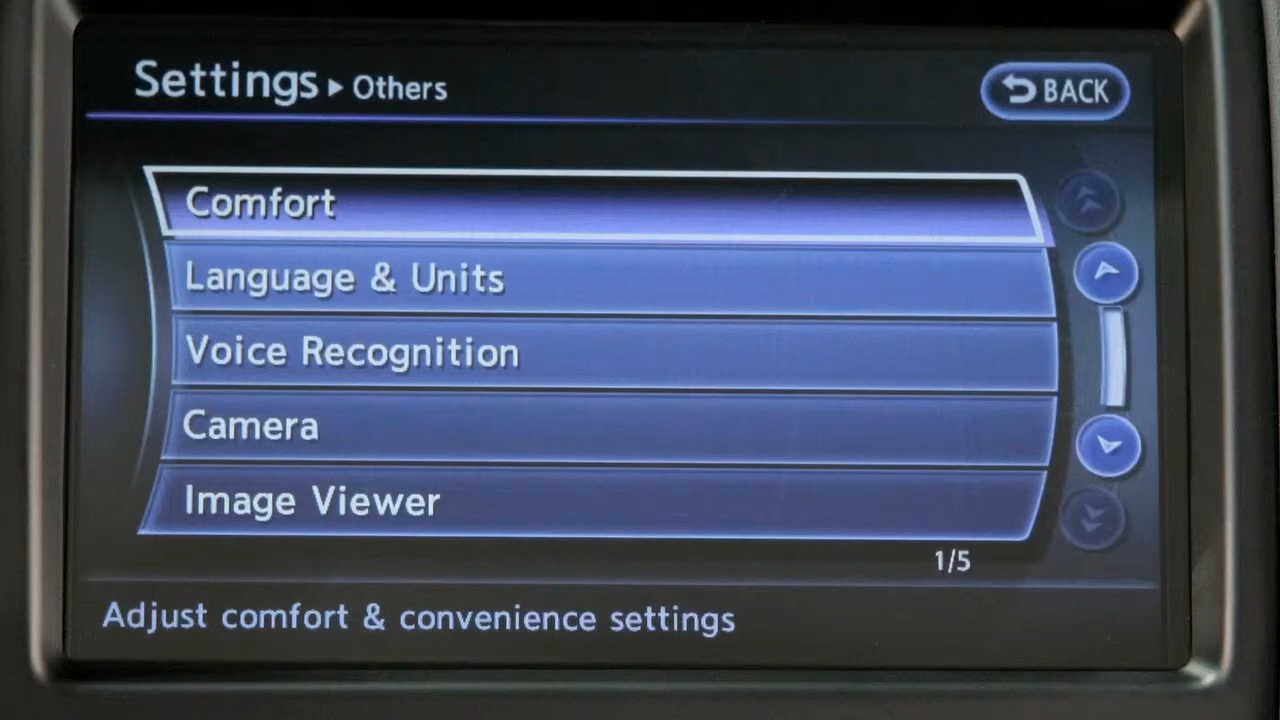 Settings ▸ Others
BACK
Comfort
Language & Units
Voice Recognition
Camera
Image Viewer
1/5
Adjust comfort & convenience settings